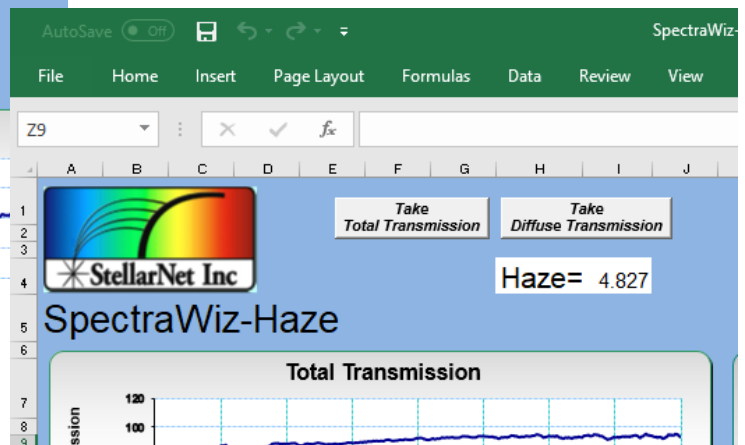 AutoSave Off
SpectraWiz-
File Home Insert Page Layout Formulas Data Review View
Z9 fx
A B C D E F G H I J
1
2
3
4
5
6
7
8
9
StellarNet Inc
Take
Total Transmission
Take
Diffuse Transmission
Haze= 4.827
SpectraWiz-Haze
Total Transmission
120
100
ssion